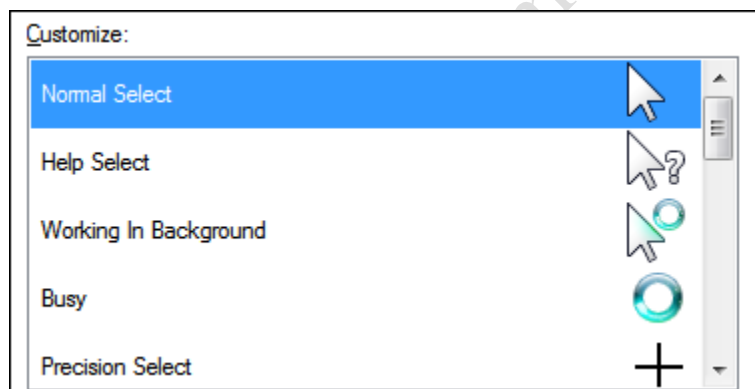 Customize:
Normal Select
Help Select
Working In Background
Busy
Precision Select